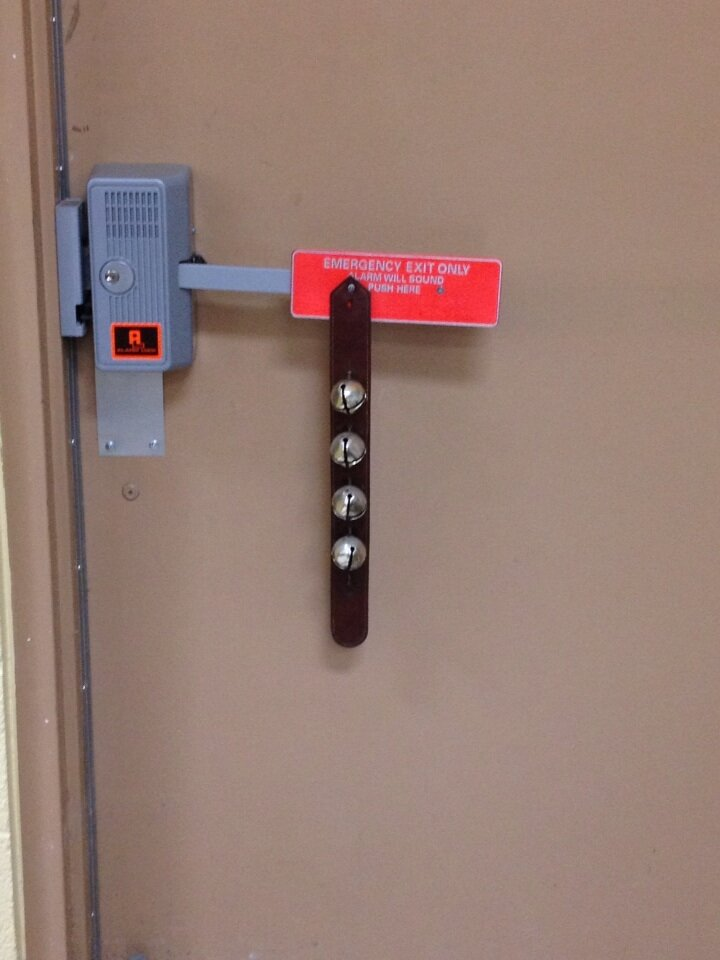 EMERGENCY EXIT ONLY
ALARM WILL SOUND
PUSH HERE